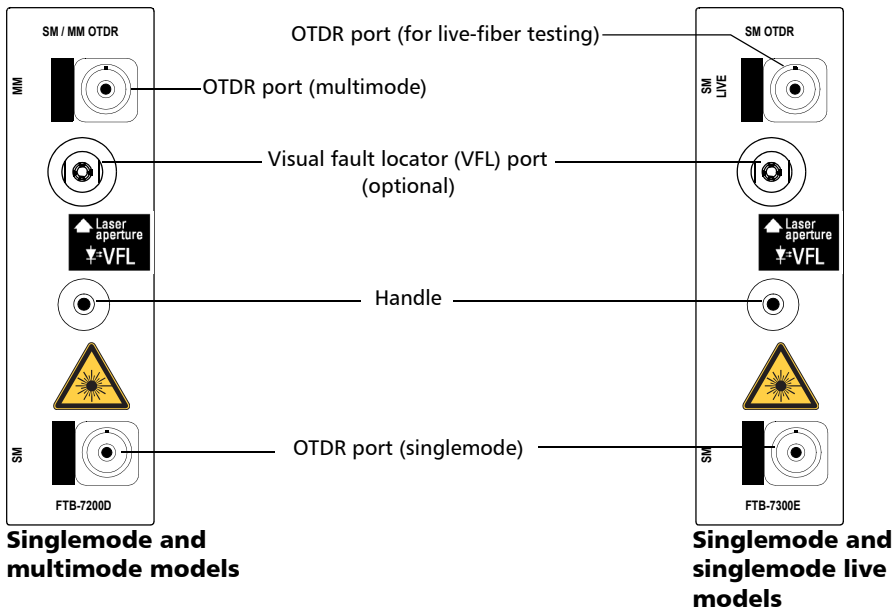 SM / MM OTDR
MM
Laser
aperture
VFL
SM
FTB-7200D
Singlemode and
multimode models
OTDR port (for live-fiber testing)
OTDR port (multimode)
Visual fault locator (VFL) port
(optional)
Handle
OTDR port (singlemode)
SM OTDR
SM
LIVE
Laser
aperture
VFL
SM
FTB-7300E
Singlemode and
singlemode live
models